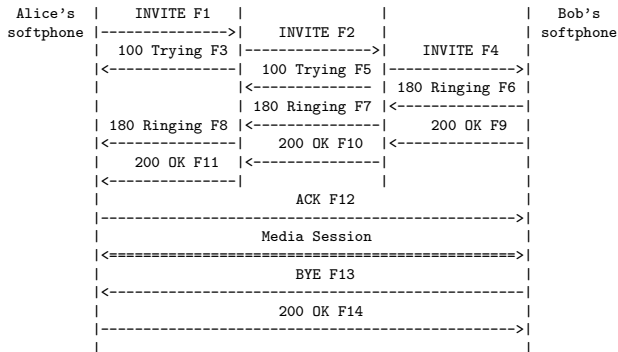 Alice's | INVITE F1 | | | Bob's
softphone |--------------->| INVITE F2 | | softphone
| 100 Trying F3 |--------------->| INVITE F4 |
|<---------------| 100 Trying F5 |--------------->|
| |<-------------- | 180 Ringing F6 |
| | 180 Ringing F7 |<---------------|
| 180 Ringing F8 |<---------------| 200 OK F9 |
|<---------------| 200 OK F10 |<---------------|
| 200 OK F11 |<---------------| |
|<---------------| | |
| ACK F12 |
|------------------------------------------------->|
| Media Session |
|<================================================>|
| BYE F13 |
|<-------------------------------------------------|
| 200 OK F14 |
|------------------------------------------------->|
| |